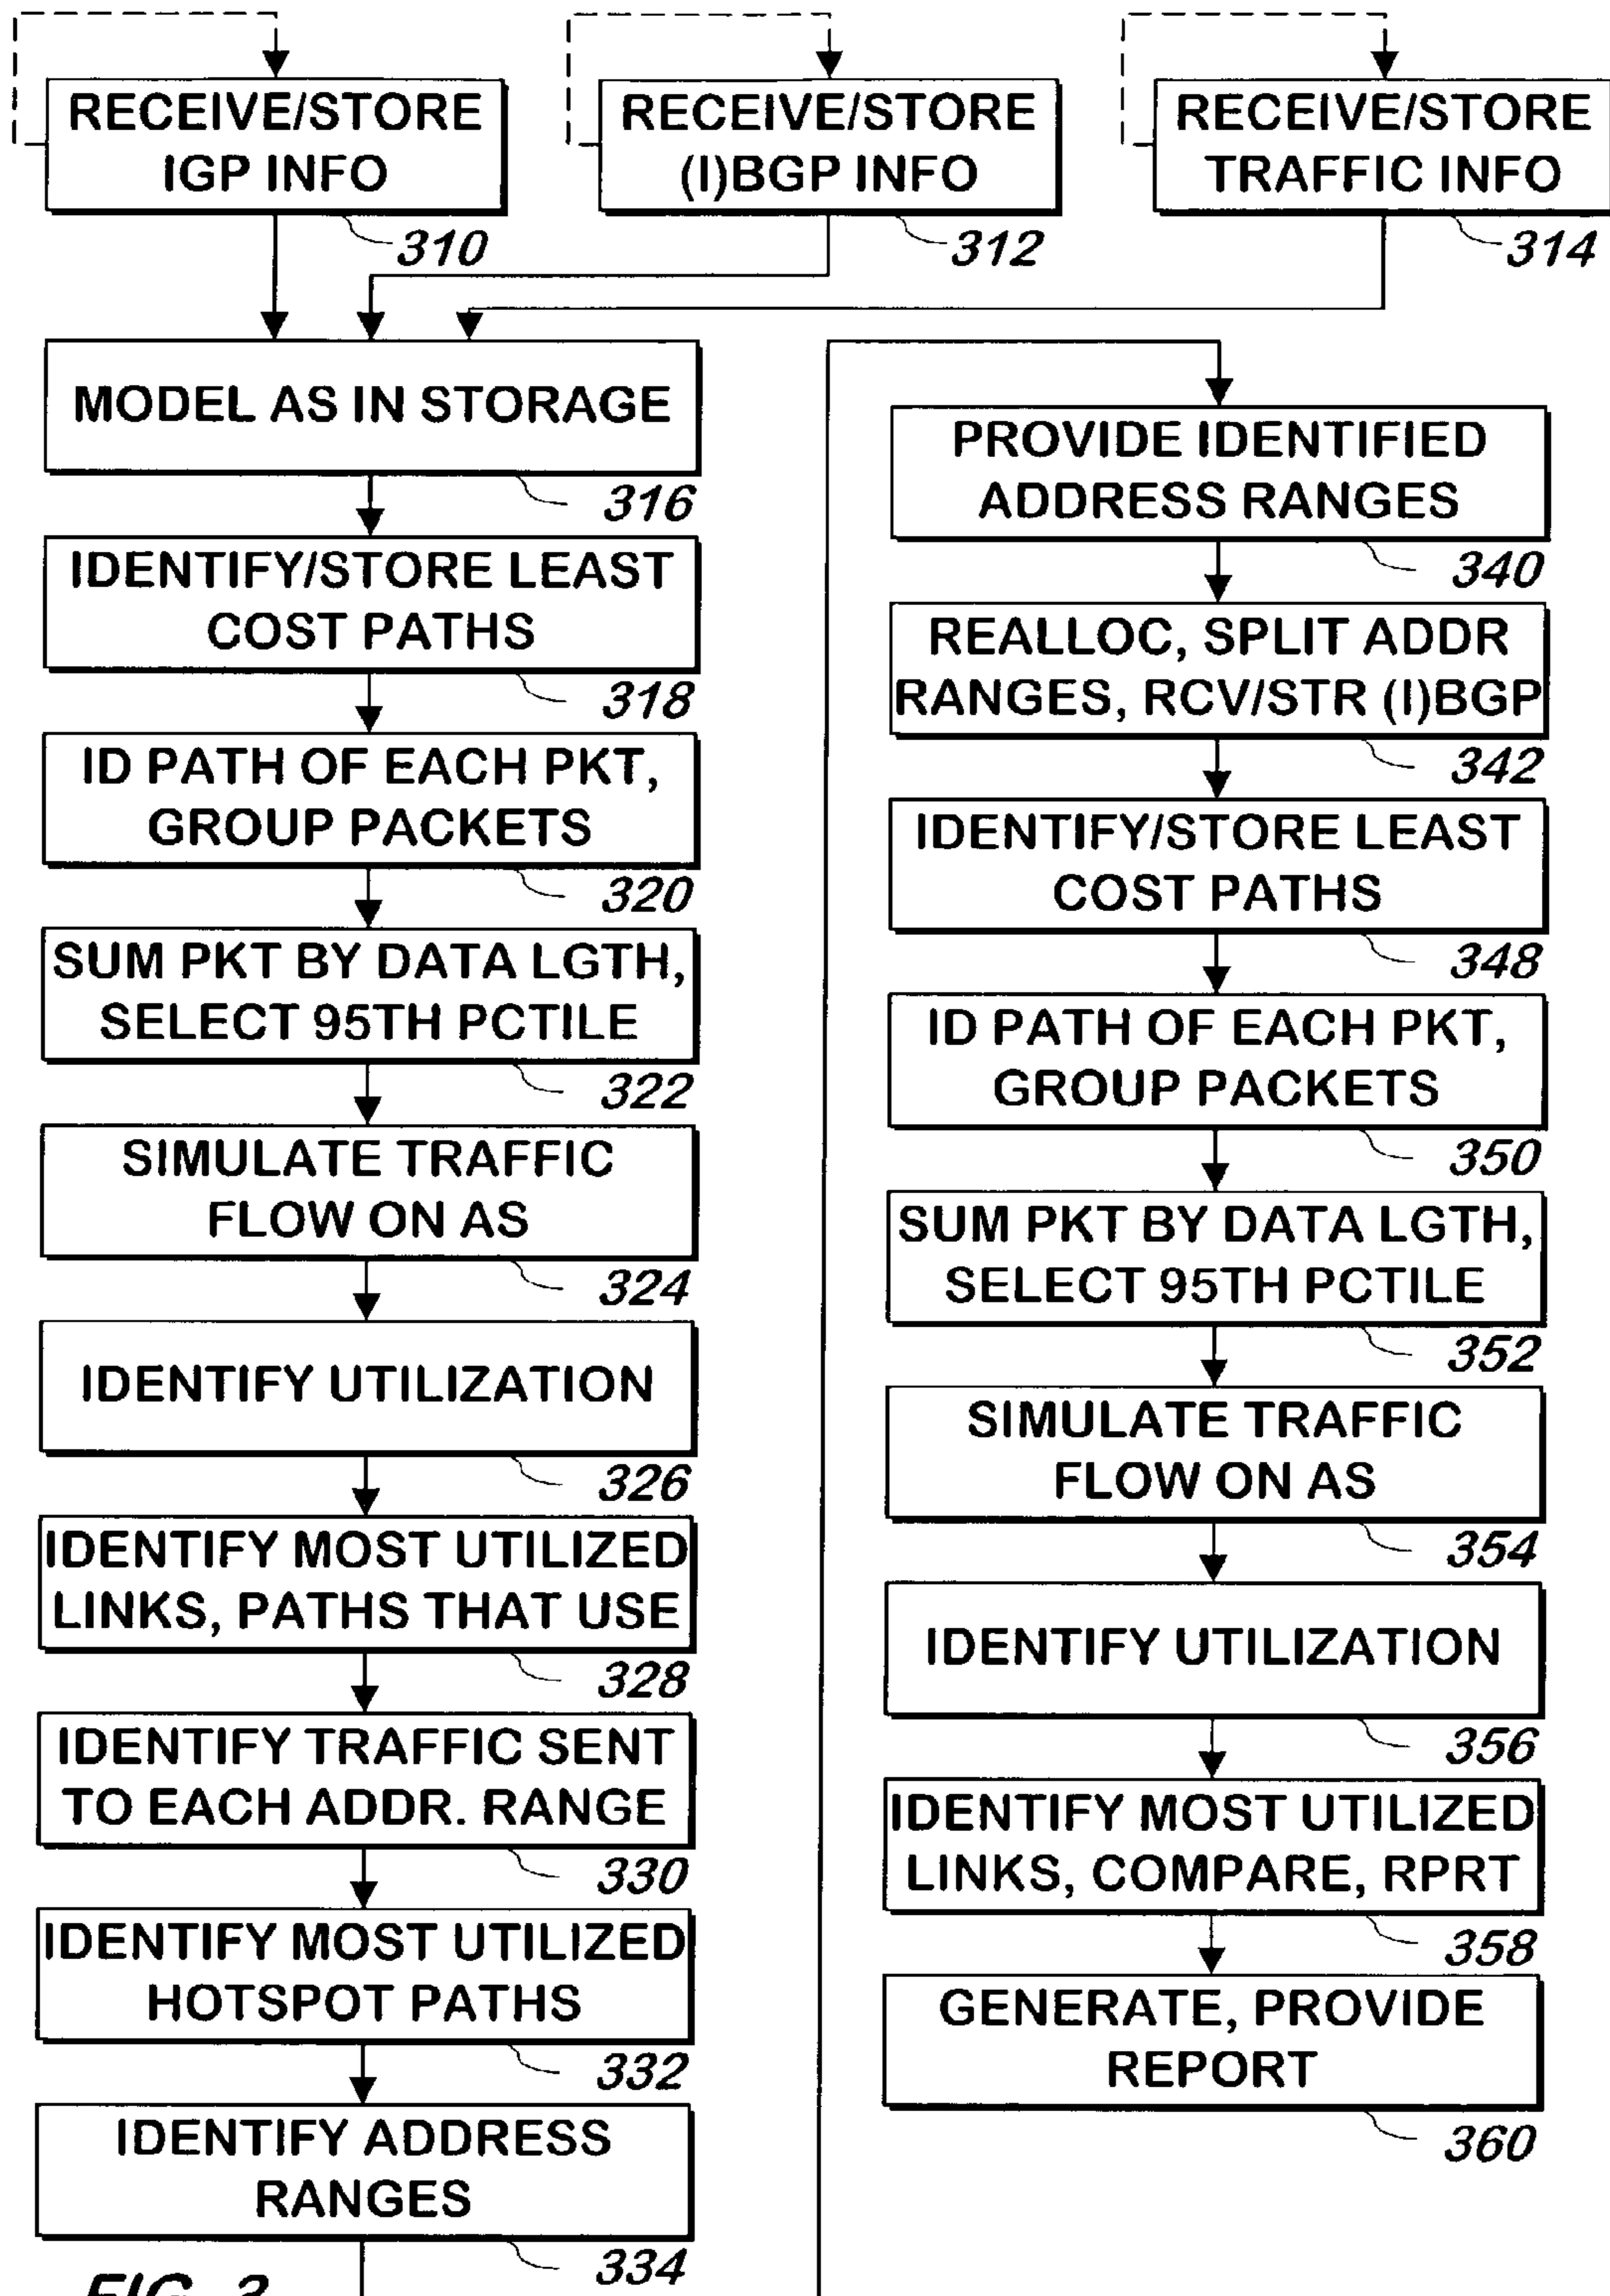 RECEIVE/STORE
IGP INFO
310
RECEIVE/STORE
(I)BGP INFO
312
RECEIVE/STORE
TRAFFIC INFO
314
MODEL AS IN STORAGE
316
IDENTIFY/STORE LEAST
COST PATHS
318
ID PATH OF EACH PKT,
GROUP PACKETS
320
SUM PKT BY DATA LGTH,
SELECT 95TH PCTILE
322
SIMULATE TRAFFIC
FLOW ON AS
324
IDENTIFY UTILIZATION
326
IDENTIFY MOST UTILIZED
LINKS, PATHS THAT USE
328
IDENTIFY TRAFFIC SENT
TO EACH ADDR. RANGE
330
IDENTIFY MOST UTILIZED
HOTSPOT PATHS
332
IDENTIFY ADDRESS
RANGES
334
PROVIDE IDENTIFIED
ADDRESS RANGES
340
REALLOC, SPLIT ADDR
RANGES, RCV/STR (I)BGP
342
IDENTIFY/STORE LEAST
COST PATHS
348
ID PATH OF EACH PKT,
GROUP PACKETS
350
SUM PKT BY DATA LGTH,
SELECT 95TH PCTILE
352
SIMULATE TRAFFIC
FLOW ON AS
354
IDENTIFY UTILIZATION
356
IDENTIFY MOST UTILIZED
LINKS, COMPARE, RPRT
358
GENERATE, PROVIDE
REPORT
360